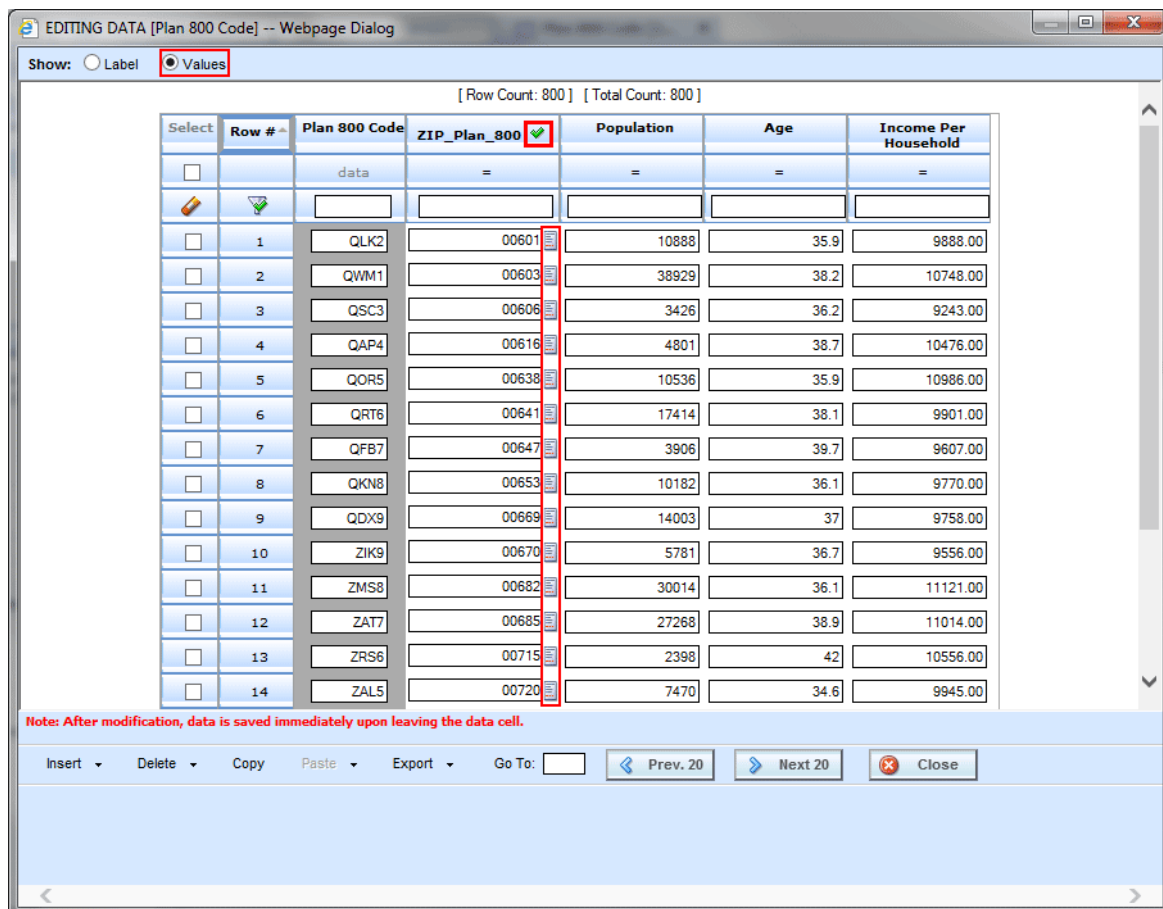 EDITING DATA [Plan 800 Code] -- Webpage Dialog
Show: Label Values
[ Row Count: 800 ] [ Total Count: 800 ]
Select Row # Plan 800 Code ZIP_Plan_800 Population Age Income Per Household
data = = = =
1 QLK2 00601 10888 35.9 9888.00
2 QWM1 00603 38929 38.2 10748.00
3 QSC3 00606 3426 36.2 9243.00
4 QAP4 00616 4801 38.7 10476.00
5 QOR5 00638 10536 35.9 10986.00
6 QRT6 00641 17414 38.1 9901.00
7 QFB7 00647 3906 39.7 9607.00
8 QKN8 00653 10182 36.1 9770.00
9 QDX9 00669 14003 37 9758.00
10 ZIK9 00670 5781 36.7 9556.00
11 ZMS8 00682 30014 36.1 11121.00
12 ZAT7 00685 27268 38.9 11014.00
13 ZRS6 00715 2398 42 10556.00
14 ZAL5 00720 7470 34.6 9945.00
Note: After modification, data is saved immediately upon leaving the data cell.
Insert Delete Copy Paste Export Go To: Prev. 20 Next 20 Close